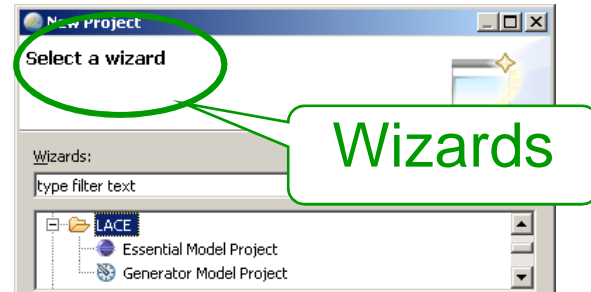 New Project
Select a wizard
Wizards
Wizards:
type filter text
LACE
Essential Model Project
Generator Model Project